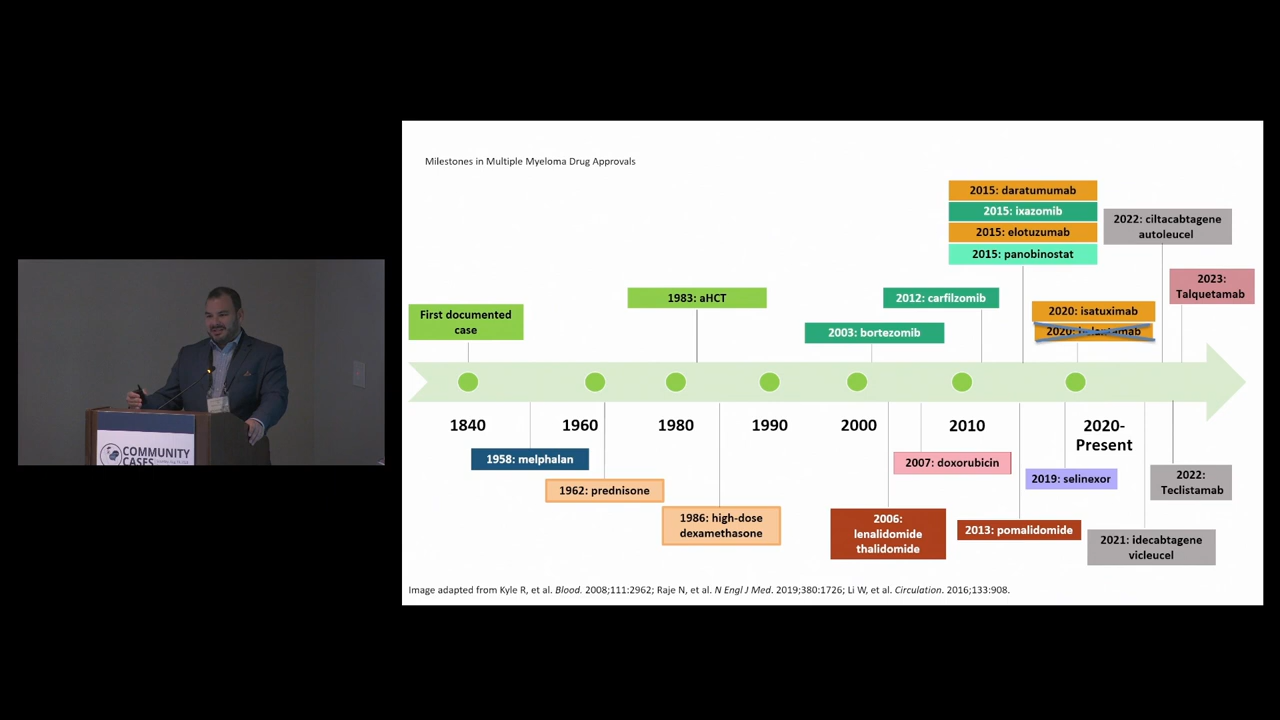 Milestones in Multiple Myeloma Drug Approvals
2015: daratumumab
2015: ixazomib
2015: elotuzumab
2015: panobinostat
2022: ciltacabtagene
autoleucel
2023:
Talquetamab
First documented
case
1983: aHCT
2012: carfilzomib
2003: bortezomib
2020: isatuximab
2020:
1840
1960
1980
1990
2000
2010
2020-
Present
1958: melphalan
1962: prednisone
1986: high-dose
dexamethasone
2007: doxorubicin
2006:
lenalidomide
thalidomide
2013: pomalidomide
2019: selinexor
2022:
Teclistamab
2021: idecabtagene
vicleucel
Image adapted from Kyle R, et al. Blood. 2008;111:2962; Raje N, et al. N Engl J Med. 2019;380:1726; Li W, et al. Circulation. 2016;133:908.
COMMUNITY
CASES